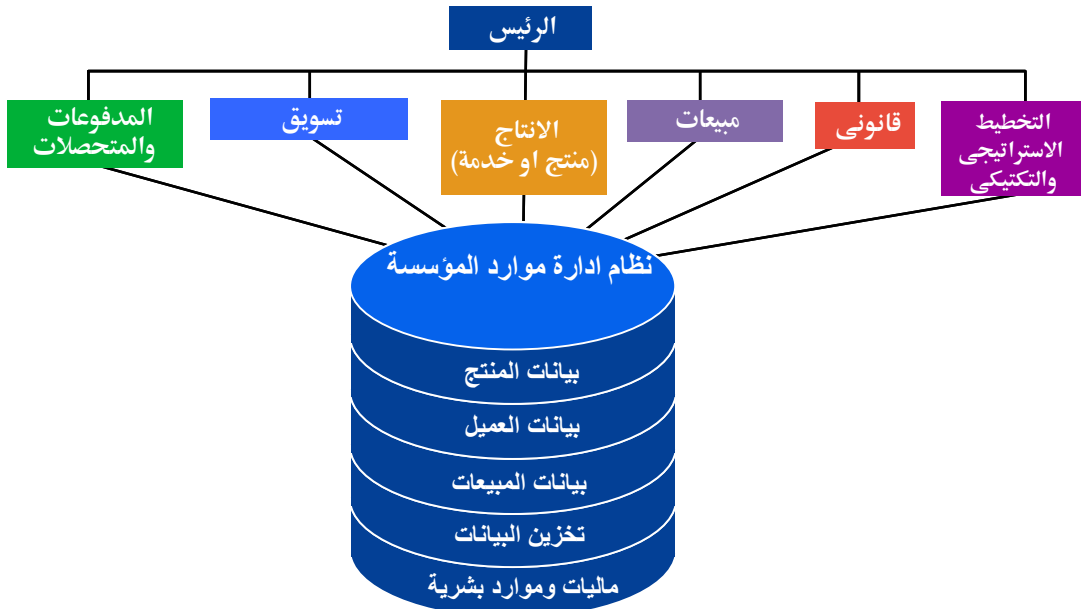 الرئيس
التخطيط
الاستراتيجى
والتكتيكى
قانونى
مبيعات
الانتاج
(منتج او خدمة)
تسويق
المدفوعات
والمتحصلات
نظام ادارة موارد المؤسسة
بيانات المنتج
بيانات العميل
بيانات المبيعات
تخزين البيانات
ماليات وموارد بشرية